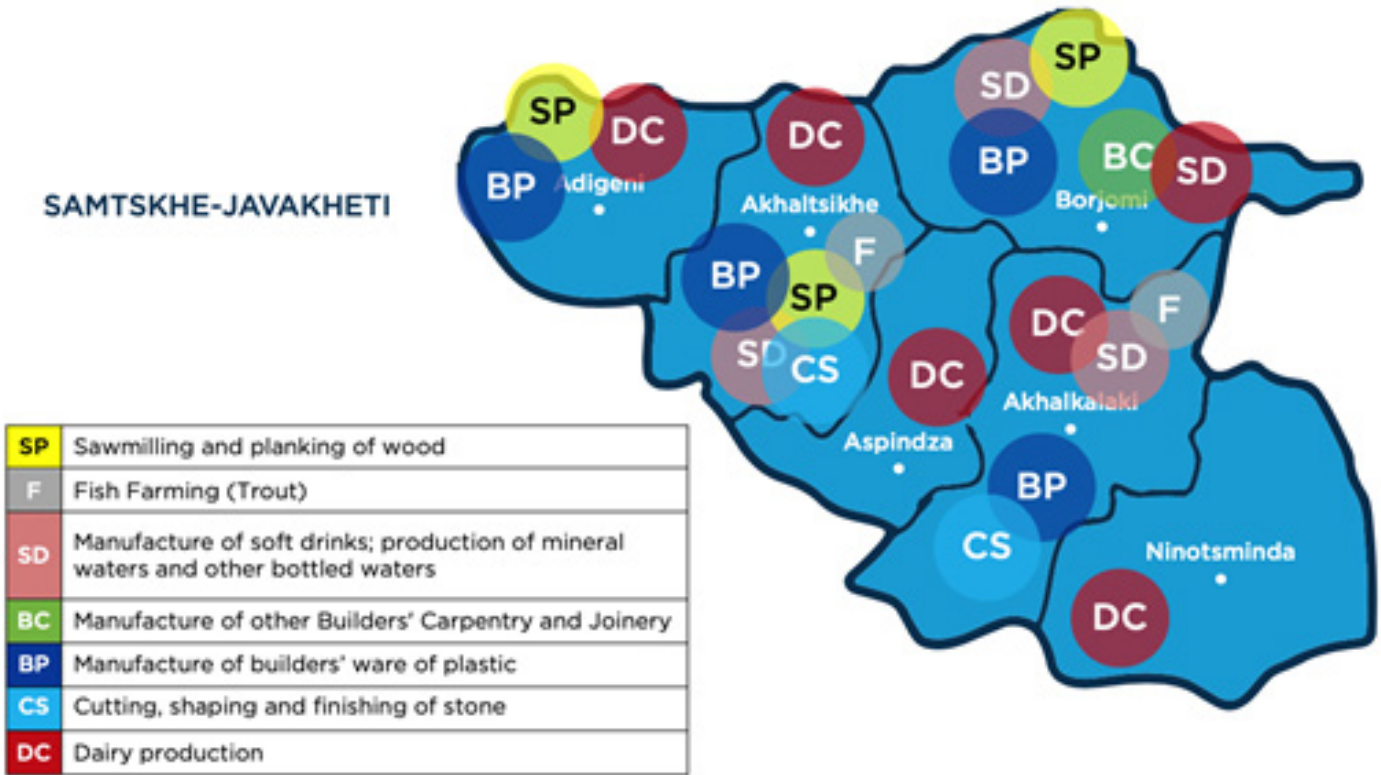 SP
SD
SP
DC
DC
BP
BC
SD
BP
Adigeni
SAMTSKHE-JAVAKHETI
Akhaltsikhe
Borjomi
F
BP
SP
F
DC
SD
CS
SD
DC
Akhalkalaki
Aspindza
BP
CS
Ninotsminda
DC
SP Sawmilling and planking of wood
F Fish Farming (Trout)
SD Manufacture of soft drinks; production of mineral
waters and other bottled waters
BC Manufacture of other Builders' Carpentry and Joinery
BP Manufacture of builders' ware of plastic
CS Cutting, shaping and finishing of stone
DC Dairy production